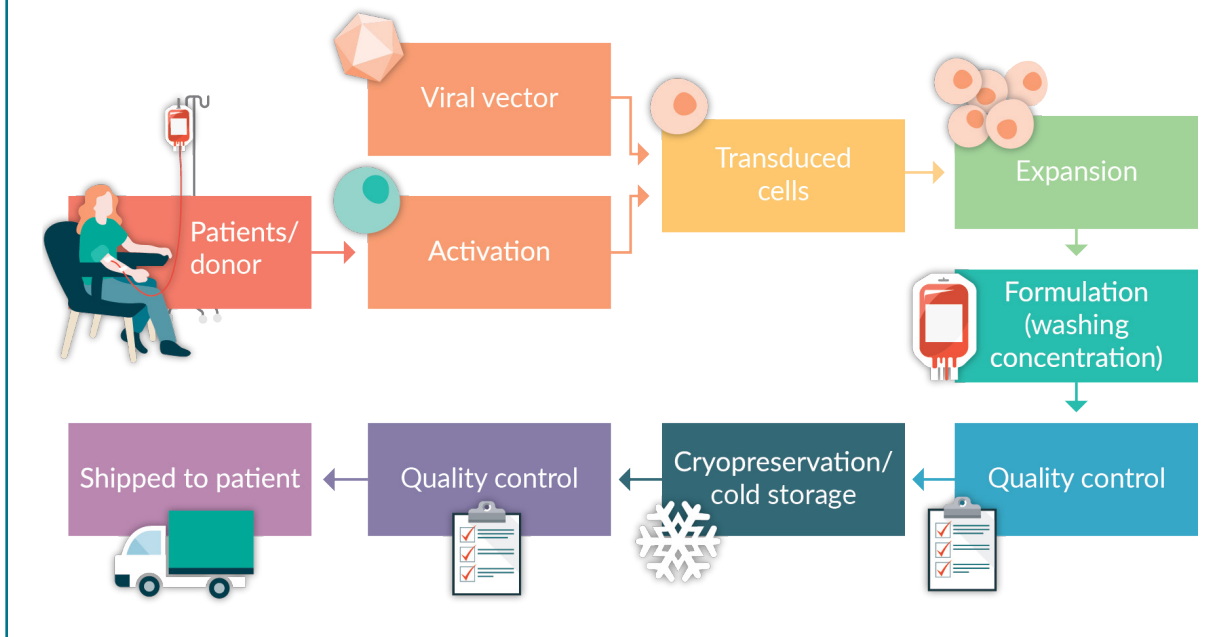 Viral vector
Patients/
donor
Activation
Transduced
cells
Expansion
Formulation
(washing
concentration)
Quality control
Cryopreservation/
cold storage
Quality control
Shipped to patient